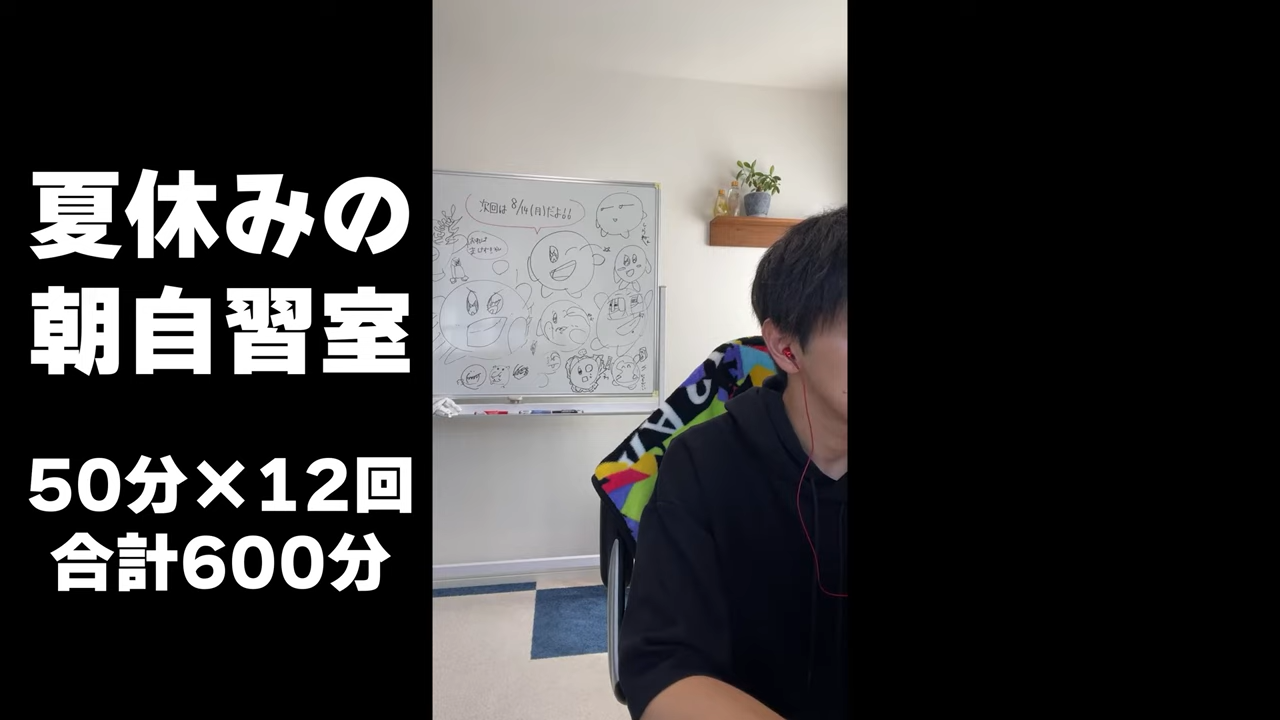 夏休みの
朝自習室
50分×12回
合計600分
次回は 8/14(月)だよ!!